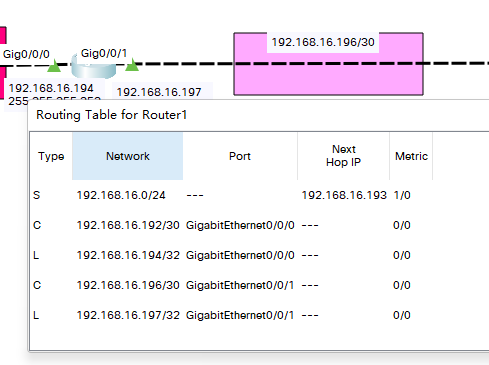 192.168.16.196/30
Gig0/0/0
Gig0/0/1
192.168.16.194
192.168.16.197
Routing Table for Router1
Type Network Port Next Hop IP Metric
S 192.168.16.0/24 --- 192.168.16.193 1/0
C 192.168.16.192/30 GigabitEthernet0/0/0 --- 0/0
L 192.168.16.194/32 GigabitEthernet0/0/0 --- 0/0
C 192.168.16.196/30 GigabitEthernet0/0/1 --- 0/0
L 192.168.16.197/32 GigabitEthernet0/0/1 --- 0/0